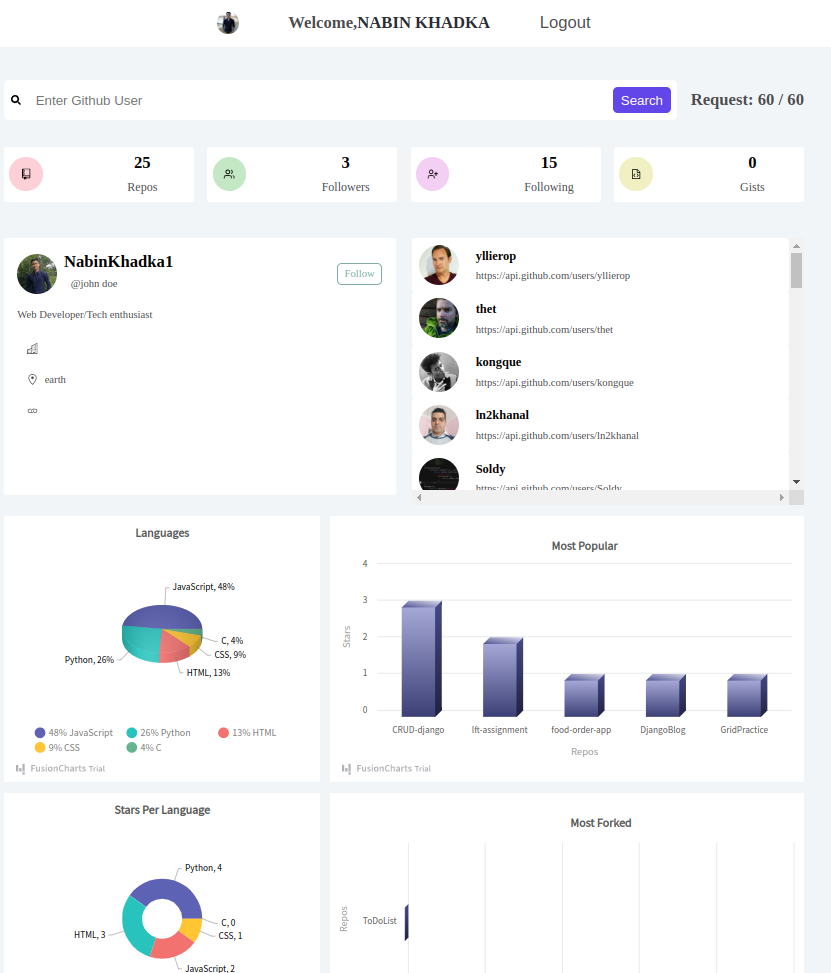 Welcome,NABIN KHADKA
Logout
Enter Github User
Search
Request: 60 / 60
25
Repos
3
Followers
15
Following
0
Gists
NabinKhadka1
@john doe
Follow
Web Developer/Tech enthusiast
earth
yllierop
https://api.github.com/users/yllierop
thet
https://api.github.com/users/thet
kongque
https://api.github.com/users/kongque
ln2khanal
https://api.github.com/users/ln2khanal
Soldy
https://api.github.com/users/Soldy
Languages
JavaScript, 48%
C, 4%
CSS, 9%
HTML, 13%
Python, 26%
48% JavaScript
26% Python
13% HTML
9% CSS
4% C
FusionCharts Trial
Most Popular
Stars
4
3
2
1
0
CRUD-django
lft-assignment
food-order-app
DjangoBlog
GridPractice
Repos
FusionCharts Trial
Stars Per Language
Python, 4
C, 0
CSS, 1
JavaScript, 2
HTML, 3
Most Forked
Repos
ToDoList